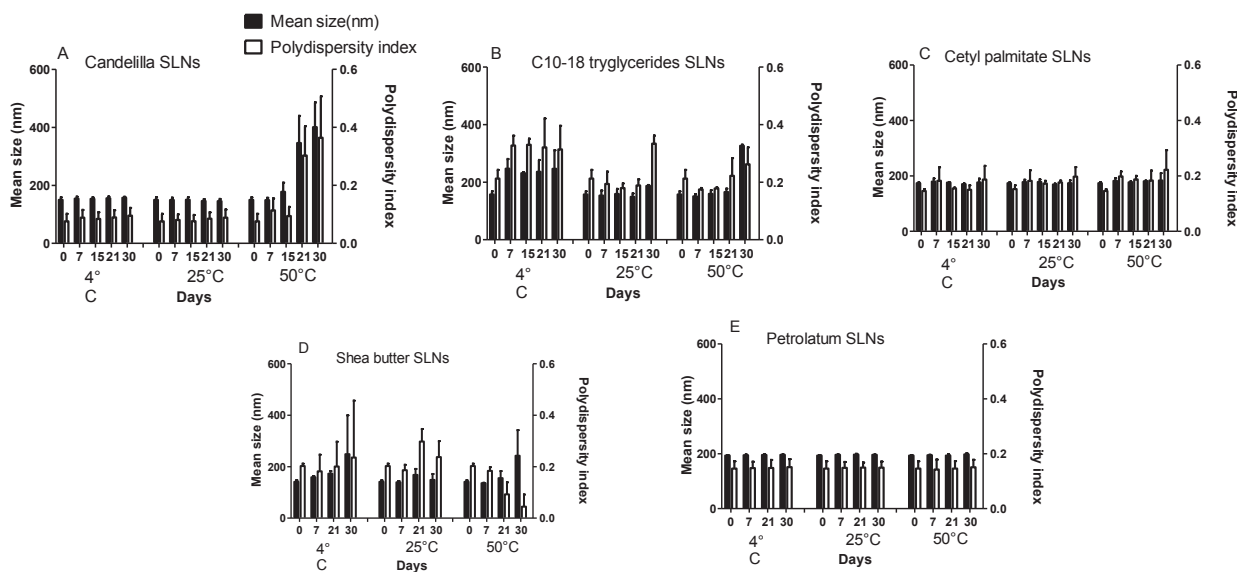 Mean size(nm)
Polydispersity index
A
Candelilla SLNs
600
400
200
0
Mean size (nm)
0.6
0.4
0.2
0.0
Polydispersity index
0 7 15 21 30
0 7 15 21 30
0 7 15 21 30
4°
C
25°C
50°C
Days
B
C10-18 tryglycerides SLNs
600
400
200
0
Mean size (nm)
0.6
0.4
0.2
0.0
Polydispersity index
0 7 15 21 30
0 7 15 21 30
0 7 15 21 30
4°
C
25°C
50°C
Days
C
Cetyl palmitate SLNs
600
400
200
0
Mean size (nm)
0.6
0.4
0.2
0.0
Polydispersity index
0 7 15 21 30
0 7 15 21 30
0 7 15 21 30
4°
C
25°C
50°C
Days
D
Shea butter SLNs
600
400
200
0
Mean size (nm)
0.6
0.4
0.2
0.0
Polydispersity index
0 7 21 30
0 7 21 30
0 7 21 30
4°
C
25°C
50°C
Days
E
Petrolatum SLNs
600
400
200
0
Mean size (nm)
0.6
0.4
0.2
0.0
Polydispersity index
0 7 21 30
0 7 21 30
0 7 21 30
4°
C
25°C
50°C
Days